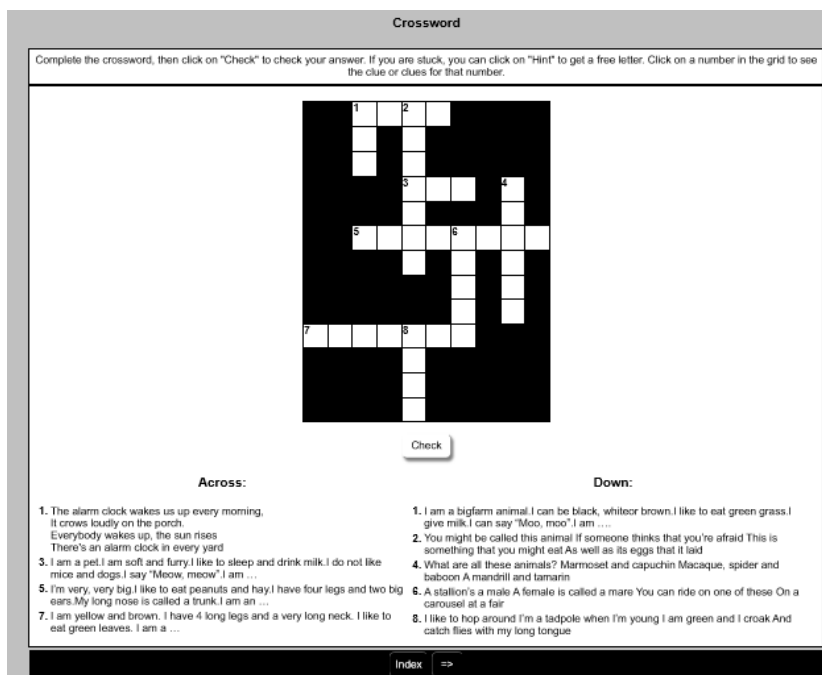 Crossword
Complete the crossword, then click on "Check" to check your answer. If you are stuck, you can click on "Hint" to get a free letter. Click on a number in the grid to see
the clue or clues for that number.
1 2
3 4
5 6
7 8
Check
Across:
1. The alarm clock wakes us up every morning,
It crows loudly on the porch.
Everybody wakes up, the sun rises
There's an alarm clock in every yard
3. I am a pet.I am soft and furry.I like to sleep and drink milk.I do not like
mice and dogs.I say “Meow, meow”.I am …
5. I'm very, very big.I like to eat peanuts and hay.I have four legs and two big
ears.My long nose is called a trunk.I am an …
7. I am yellow and brown. I have 4 long legs and a very long neck. I like to
eat green leaves. I am a …
Down:
1. I am a bigfarm animal.I can be black, whiteor brown.I like to eat green grass.I
give milk.I can say “Moo, moo”.I am ….
2. You might be called this animal If someone thinks that you're afraid This is
something that you might eat As well as its eggs that it laid
4. What are all these animals? Marmoset and capuchin Macaque, spider and
baboon A mandrill and tamarin
6. A stallion's a male A female is called a mare You can ride on one of these On a
carousel at a fair
8. I like to hop around I'm a tadpole when I'm young I am green and I croak And
catch flies with my long tongue
Index =>